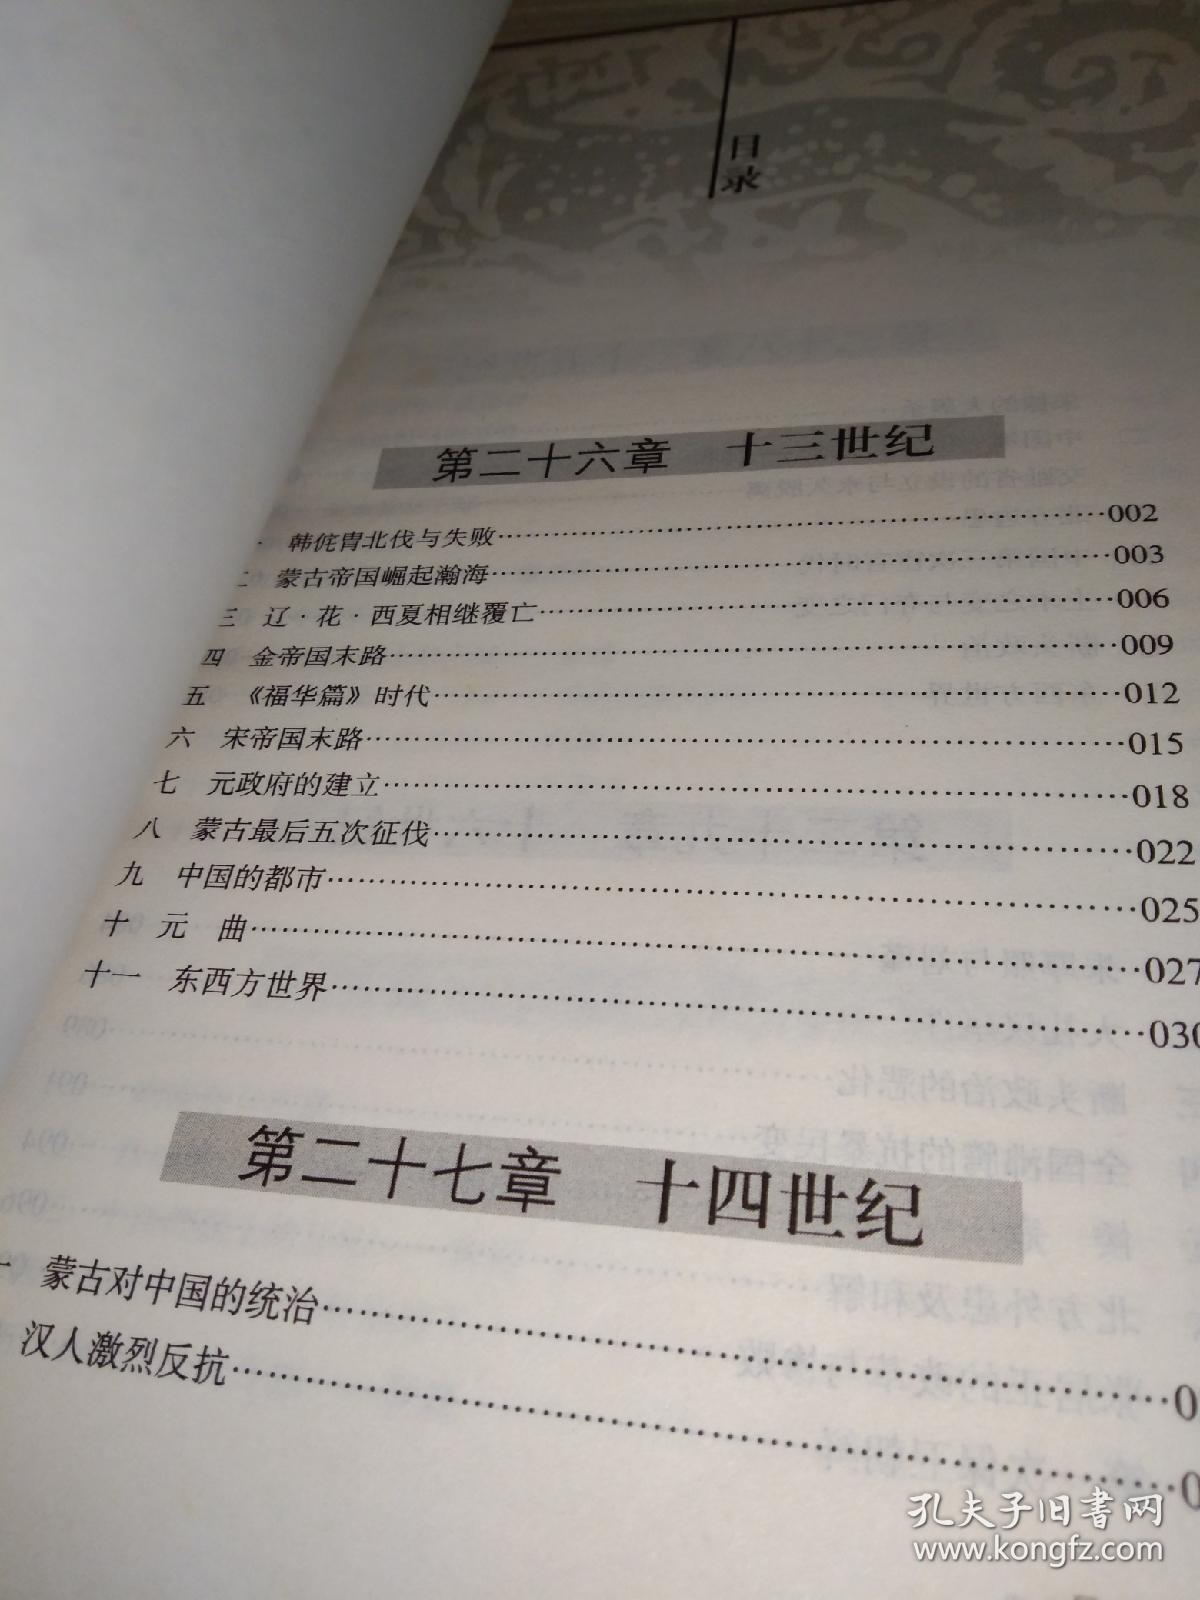 目录
第二十六章 十三世纪
一 韩侂胄北伐与失败……002
二 蒙古帝国崛起瀚海……003
三 辽·花·西夏相继覆亡……006
四 金帝国末路……009
五 《福华篇》时代……012
六 宋帝国末路……015
七 元政府的建立……018
八 蒙古最后五次征伐……022
九 中国的都市……025
十 元 曲……027
十一 东西方世界……030
第二十七章 十四世纪
一 蒙古对中国的统治……0
汉人激烈反抗……0
孔夫子旧书网
www.kongfz.com